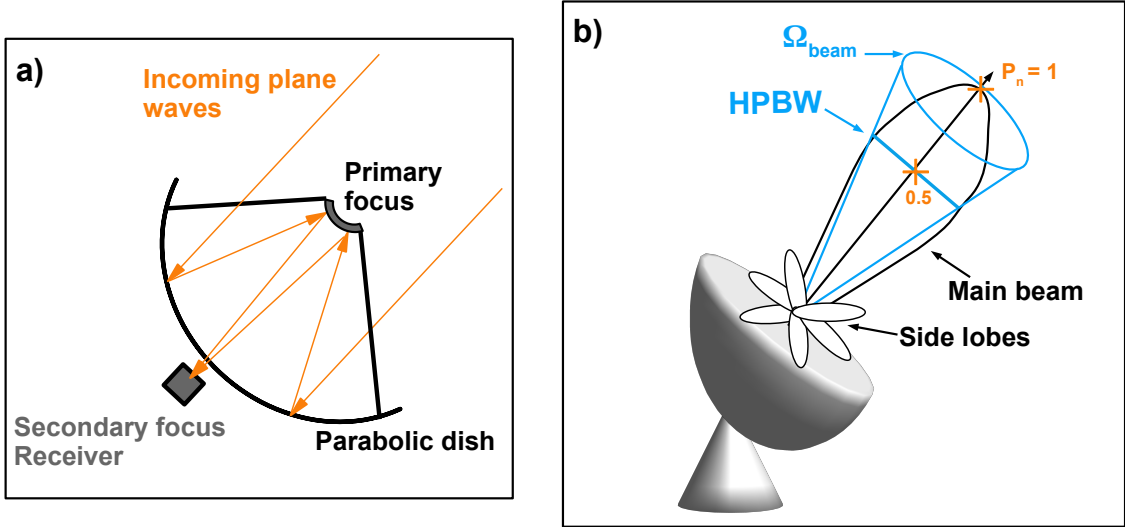 a)
Incoming plane
waves
Primary
focus
Secondary focus
Receiver
Parabolic dish
b)
Ωbeam
Pn = 1
HPBW
0.5
Main beam
Side lobes